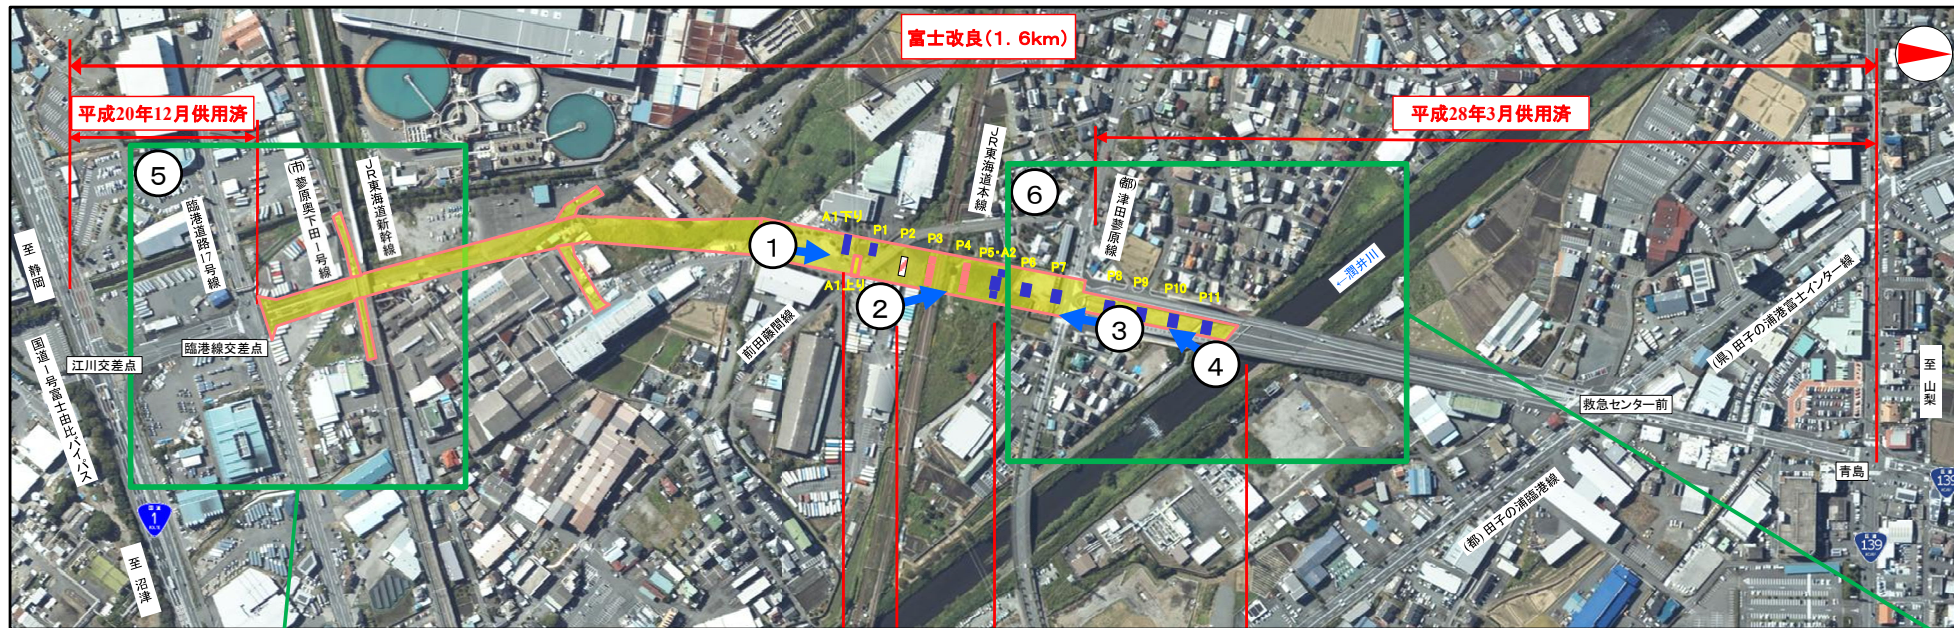 富士改良(1.6km)
平成20年12月供用済
平成28年3月供用済
⑤
⑥
①
②
③
④
至 静岡
臨港道路17号線
(市)蓼原奥下田1号線
JR東海道新幹線
JR東海道本線
(都)津田蓼原線
←潤井川
(県)田子の浦港富士インター線
至 山梨
A1下り
P1
P2
P3
P4
P5・A2
P6
P7
P8
P9
P10
P11
A1上り
前田藤間線
臨港線交差点
江川交差点
国道1号富士由比バイパス
国道
1
ROUTE
至 沼津
救急センター前
青島
(都)田子の浦臨港線
139
139